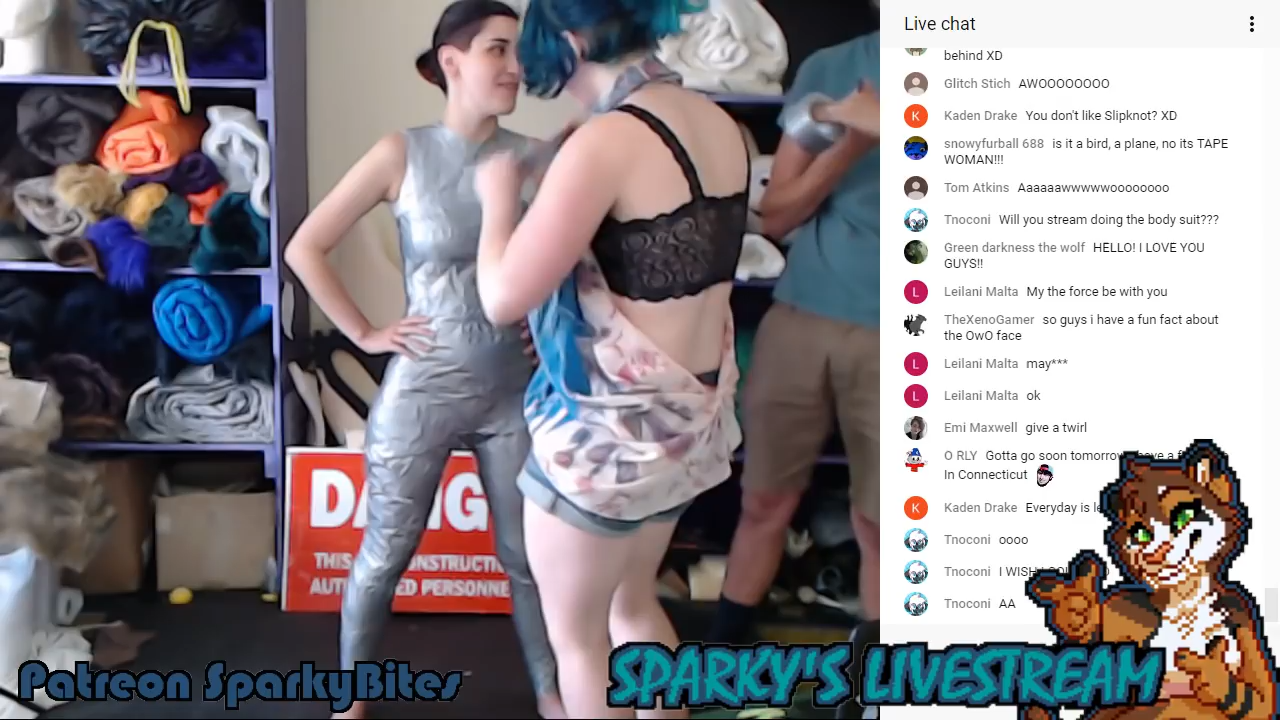 Live chat
behind XD
Glitch Stich AWOOOOOOOO
K
Kaden Drake You don't like Slipknot? XD
snowyfurball 688 is it a bird, a plane, no its TAPE
WOMAN!!!
Tom Atkins Aaaaaawwwwwoooooooo
Tnoconi Will you stream doing the body suit???
Green darkness the wolf HELLO! I LOVE YOU
GUYS!!
L
Leilani Malta My the force be with you
TheXenoGamer so guys i have a fun fact about
the OwO face
L
Leilani Malta may***
L
Leilani Malta ok
Emi Maxwell give a twirl
O RLY Gotta go soon tomorrow
In Connecticut
K
Kaden Drake Everyday is
Tnoconi oooo
Tnoconi I WISH
Tnoconi AA
THIS
CONSTRUCTI
PERSONNE
Patreon SparkyBites
SPARKY'S LIVESTREAM